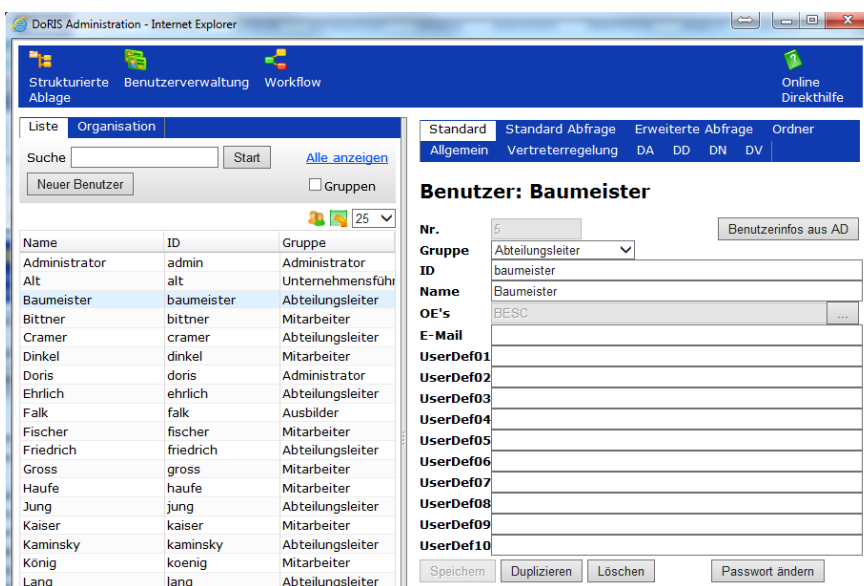 DoRIS Administration - Internet Explorer
Strukturierte Ablage
Benutzerverwaltung
Workflow
Online Direkthilfe
Liste Organisation
Suche Start Alle anzeigen
Neuer Benutzer Gruppen
25
Name ID Gruppe
Administrator admin Administrator
Alt alt Unternehmensführ
Baumeister baumeister Abteilungsleiter
Bittner bittner Mitarbeiter
Cramer cramer Abteilungsleiter
Dinkel dinkel Mitarbeiter
Doris doris Administrator
Ehrlich ehrlich Abteilungsleiter
Falk falk Ausbilder
Fischer fischer Mitarbeiter
Friedrich friedrich Abteilungsleiter
Gross gross Mitarbeiter
Haufe haufe Mitarbeiter
Jung jung Abteilungsleiter
Kaiser kaiser Mitarbeiter
Kaminsky kaminsky Abteilungsleiter
König koenig Mitarbeiter
Lang lang Abteilungsleiter
Standard Standard Abfrage Erweiterte Abfrage Ordner
Allgemein Vertreterregelung DA DD DN DV
Benutzer: Baumeister
Nr. 5 Benutzerinfos aus AD
Gruppe Abteilungsleiter
ID baumeister
Name Baumeister
OE's BESC ...
E-Mail
UserDef01
UserDef02
UserDef03
UserDef04
UserDef05
UserDef06
UserDef07
UserDef08
UserDef09
UserDef10
Speichern Duplizieren Löschen Passwort ändern